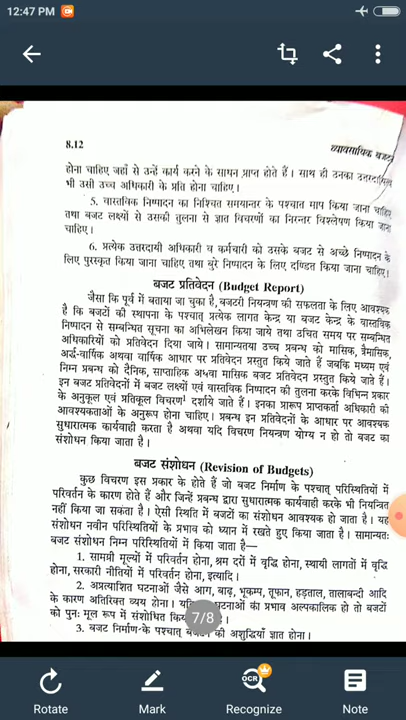 12:47 PM
8.12
व्यावसायिक बजटन
होना चाहिए जहाँ से उन्हें कार्य करने के साधन प्राप्त होते हैं। साथ ही उनका उत्तरदायित्व
भी उसी उच्च अधिकारी के प्रति होना चाहिए।
5. वास्तविक निष्पादन का निश्चित समयान्तर के पश्चात माप किया जाना चाहिए
तथा बजट लक्ष्यों से उसकी तुलना से ज्ञात विचरणों का निरन्तर विश्लेषण किया जाना
चाहिए।
6. प्रत्येक उत्तरदायी अधिकारी व कर्मचारी को उसके बजट से अच्छे निष्पादन के
लिए पुरस्कृत किया जाना चाहिए तथा बुरे निष्पादन के लिए दण्डित किया जाना चाहिए।
बजट प्रतिवेदन (Budget Report)
जैसा कि पूर्व में बताया जा चुका है, बजटरी नियन्त्रण की सफलता के लिए आवश्यक
है कि बजटों की स्थापना के पश्चात् प्रत्येक लागत केन्द्र या बजट केन्द्र के वास्तविक
निष्पादन से सम्बन्धित सूचना का अभिलेखन किया जाये तथा उचित समय पर सम्बन्धित
अधिकारियों को प्रतिवेदन दिया जाये। सामान्यतया उच्च प्रबन्ध को मासिक, त्रैमासिक,
अर्द्ध-वार्षिक अथवा वार्षिक आधार पर प्रतिवेदन प्रस्तुत किये जाते हैं जबकि मध्यम एवं
निम्न प्रबन्ध को दैनिक, साप्ताहिक अथवा मासिक बजट प्रतिवेदन प्रस्तुत किये जाते हैं।
इन बजट प्रतिवेदनों में बजट लक्ष्यों एवं वास्तविक निष्पादन की तुलना करके विभिन्न प्रकार
के अनुकूल एवं प्रतिकूल विचरण दर्शाये जाते हैं। इनका प्रारूप प्राप्तकर्ता अधिकारी की
आवश्यकताओं के अनुरूप होना चाहिए। प्रबन्ध इन प्रतिवेदनों के आधार पर आवश्यक
सुधारात्मक कार्यवाही करता है अथवा यदि विचरण नियन्त्रण योग्य न हो तो बजट का
संशोधन किया जाता है।
बजट संशोधन (Revision of Budgets)
कुछ विचरण इस प्रकार के होते हैं जो बजट निर्माण के पश्चात् परिस्थितियों में
परिवर्तन के कारण होते हैं और जिन्हें प्रबन्ध द्वारा सुधारात्मक कार्यवाही करके भी नियन्त्रित
नहीं किया जा सकता है। ऐसी स्थिति में बजटों का संशोधन आवश्यक हो जाता है। यह
संशोधन नवीन परिस्थितियों के प्रभाव को ध्यान में रखते हुए किया जाता है। सामान्यतः
बजट संशोधन निम्न परिस्थितियों में किया जाता है—
1. सामग्री मूल्यों में परिवर्तन होना, श्रम दरों में वृद्धि होना, स्थायी लागतों में वृद्धि
होना, सरकारी नीतियों में परिवर्तन होना, इत्यादि।
2. अप्रत्याशित घटनाओं जैसे आग, बाढ़, भूकम्प, तूफान, हड़ताल, तालाबन्दी आदि
के कारण अतिरिक्त व्यय होना। यदि घटनाओं का प्रभाव अल्पकालिक हो तो बजटों
को पुनः मूल रूप में संशोधित है।
7/8
3. बजट निर्माण के पश्चात् की अशुद्धियाँ ज्ञात होना।
Rotate
Mark
OCR
Recognize
Note